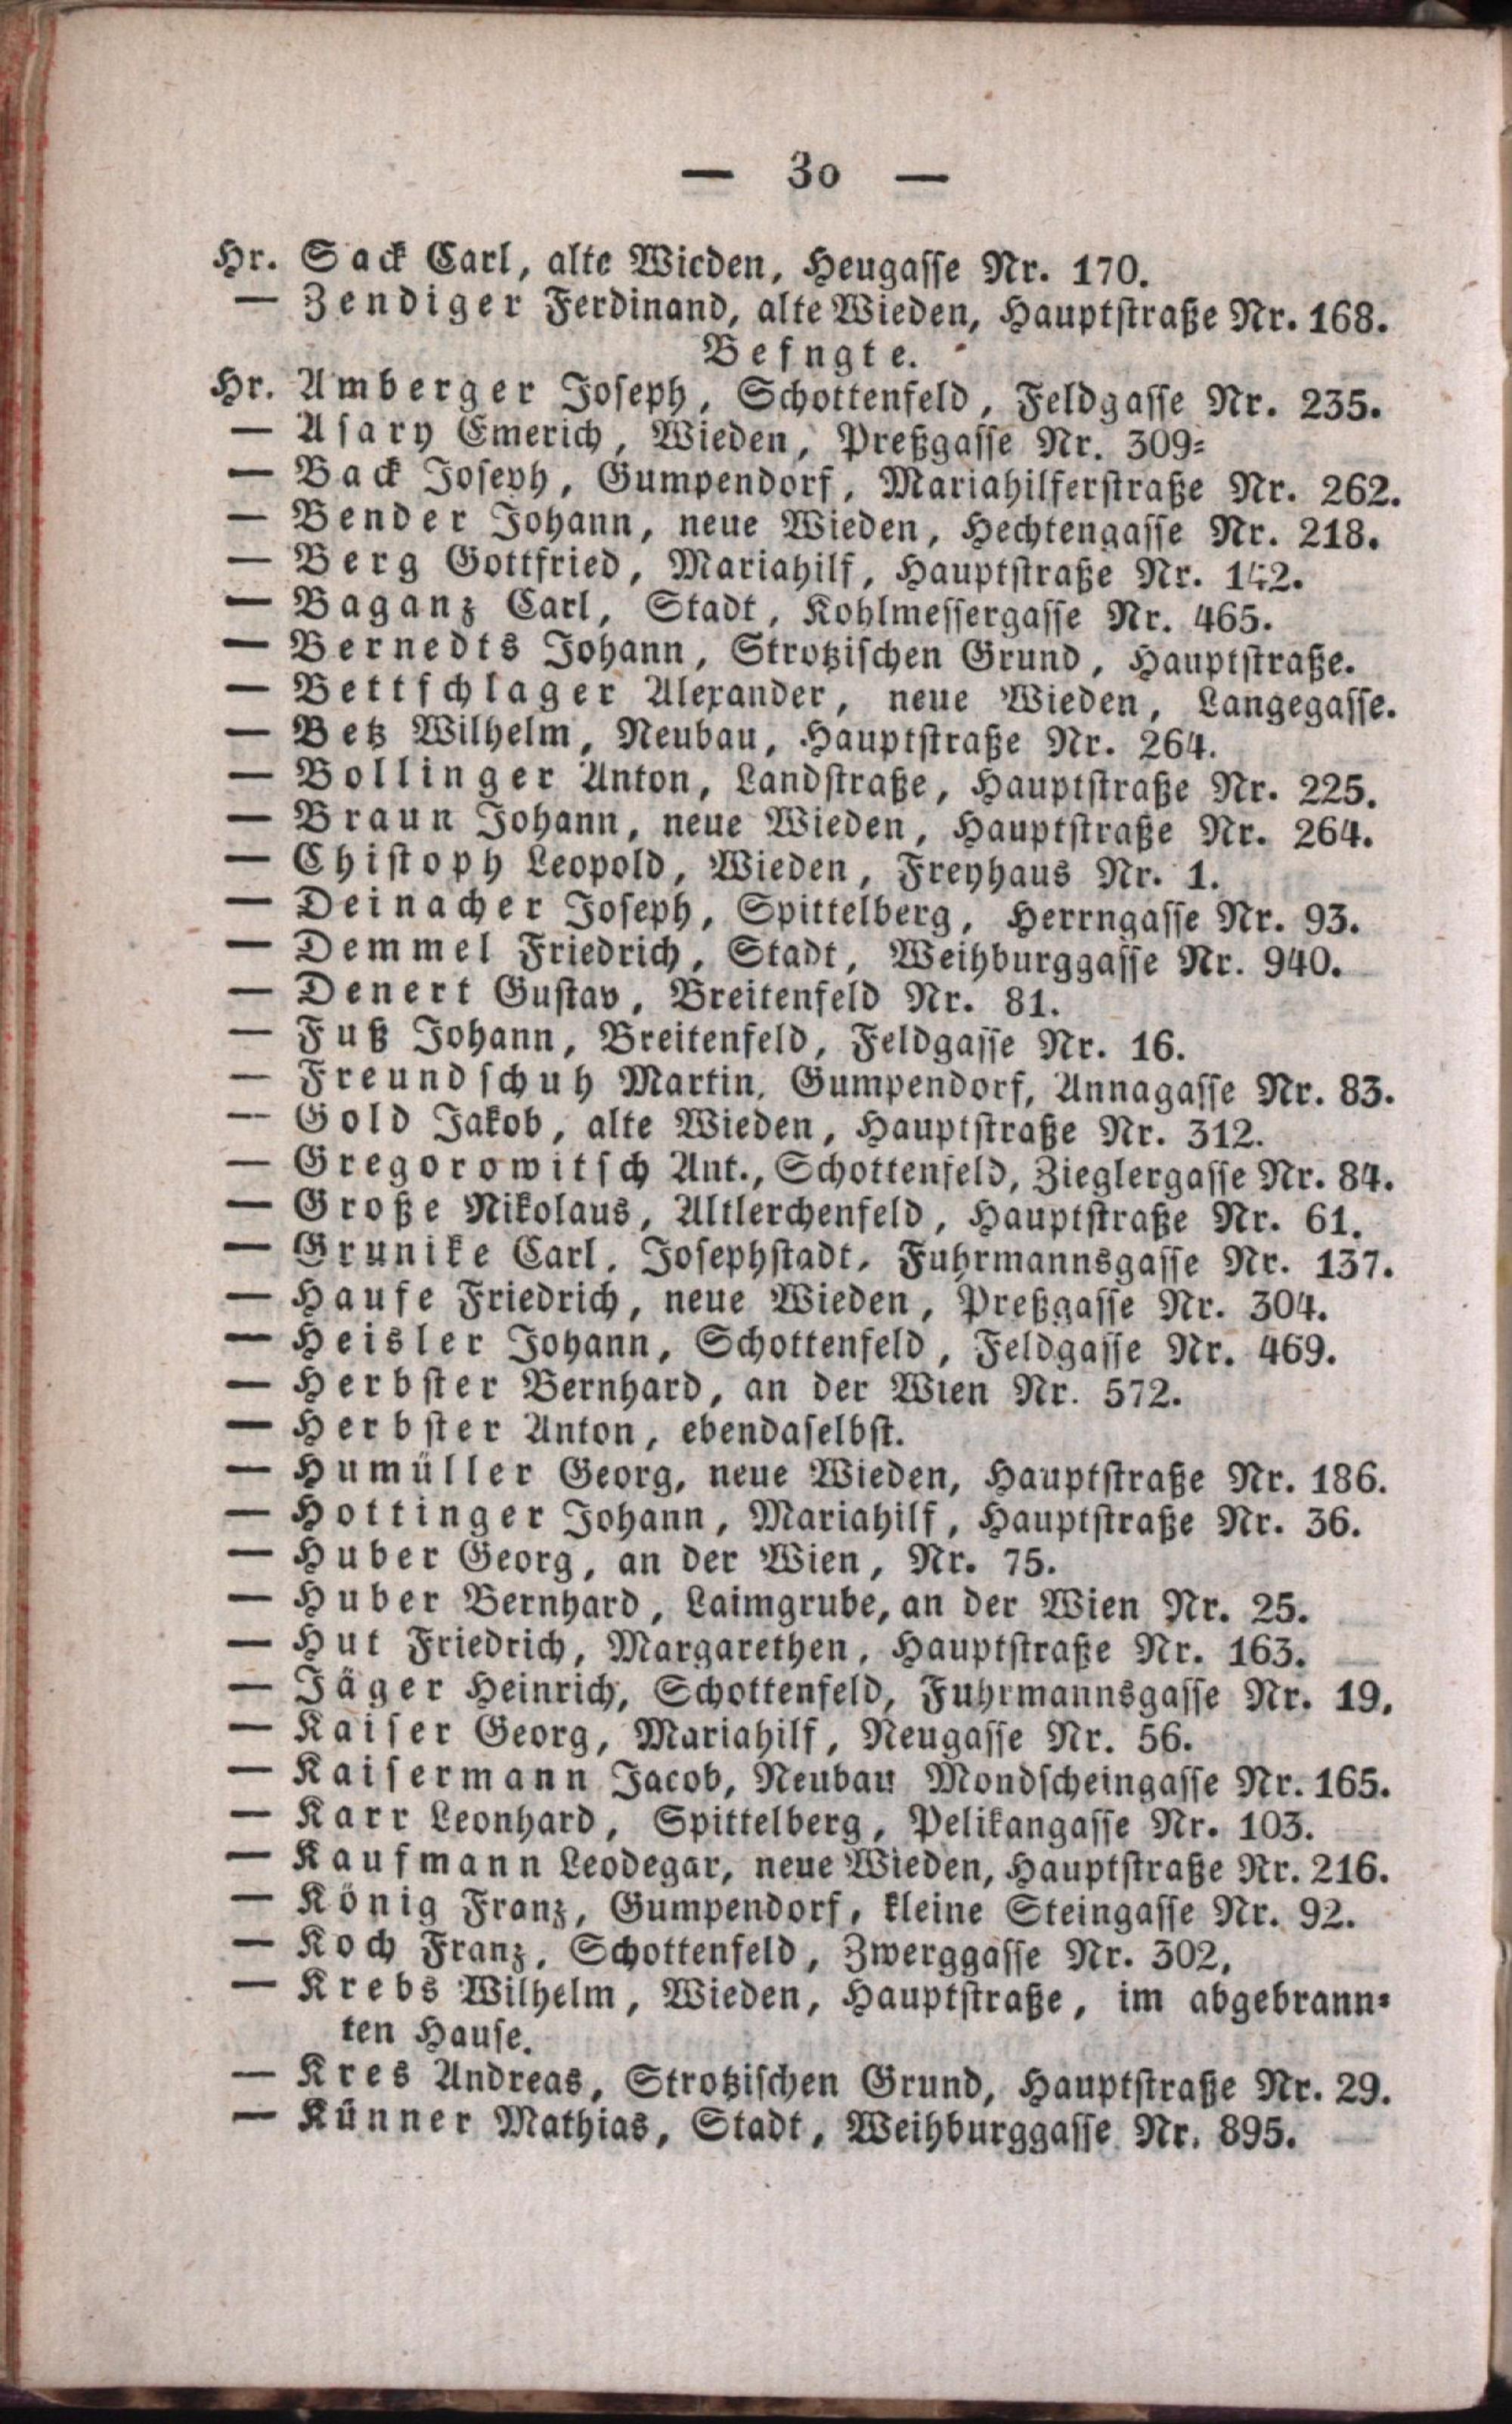 — 30 —
Hr. Sack Carl, alte Wieden, Heugasse Nr. 170.
— Zendiger Ferdinand, alte Wieden, Hauptstraße Nr. 168.
Befngte.
Hr. Amberger Joseph, Schottenfeld, Feldgasse Nr. 235.
— Asary Emerich, Wieden, Preßgasse Nr. 309.
— Back Joseph, Gumpendorf, Mariahilferstraße Nr. 262.
— Bender Johann, neue Wieden, Hechtengasse Nr. 218.
— Berg Gottfried, Mariahilf, Hauptstraße Nr. 142.
— Baganz Carl, Stadt, Kohlmessergasse Nr. 465.
— Bernedts Johann, Strotzischen Grund, Hauptstraße.
— Bettschlager Alexander, neue Wieden, Langegasse.
— Betz Wilhelm, Neubau, Hauptstraße Nr. 264.
— Bollinger Anton, Landstraße, Hauptstraße Nr. 225.
— Braun Johann, neue Wieden, Hauptstraße Nr. 264.
— Chistoph Leopold, Wieden, Freyhaus Nr. 1.
— Deinacher Joseph, Spittelberg, Herrngasse Nr. 93.
— Demmel Friedrich, Stadt, Weihburggasse Nr. 940.
— Denert Gustav, Breitenfeld Nr. 81.
— Fuß Johann, Breitenfeld, Feldgasse Nr. 16.
— Freundschuh Martin, Gumpendorf, Annagasse Nr. 83.
— Gold Jakob, alte Wieden, Hauptstraße Nr. 312.
— Gregorowitsch Ant., Schottenfeld, Zieglergasse Nr. 84.
— Große Nikolaus, Altlerchenfeld, Hauptstraße Nr. 61.
— Grunike Carl, Josephstadt, Fuhrmannsgasse Nr. 137.
— Haufe Friedrich, neue Wieden, Preßgasse Nr. 304.
— Heisler Johann, Schottenfeld, Feldgasse Nr. 469.
— Herbster Bernhard, an der Wien Nr. 572.
— Herbster Anton, ebendaselbst.
— Humüller Georg, neue Wieden, Hauptstraße Nr. 186.
— Hottinger Johann, Mariahilf, Hauptstraße Nr. 36.
— Huber Georg, an der Wien, Nr. 75.
— Huber Bernhard, Laimgrube, an der Wien Nr. 25.
— Hut Friedrich, Margarethen, Hauptstraße Nr. 163.
— Jäger Heinrich, Schottenfeld, Fuhrmannsgasse Nr. 19.
— Kaiser Georg, Mariahilf, Neugasse Nr. 56.
— Kaisermann Jacob, Neubau Mondscheingasse Nr. 165.
— Karr Leonhard, Spittelberg, Pelikangasse Nr. 103.
— Kaufmann Leodegar, neue Wieden, Hauptstraße Nr. 216.
— König Franz, Gumpendorf, kleine Steingasse Nr. 92.
— Koch Franz, Schottenfeld, Zwerggasse Nr. 302.
— Krebs Wilhelm, Wieden, Hauptstraße, im abgebrann-
ten Hause.
— Kres Andreas, Strotzischen Grund, Hauptstraße Nr. 29.
— Künner Mathias, Stadt, Weihburggasse Nr. 895.